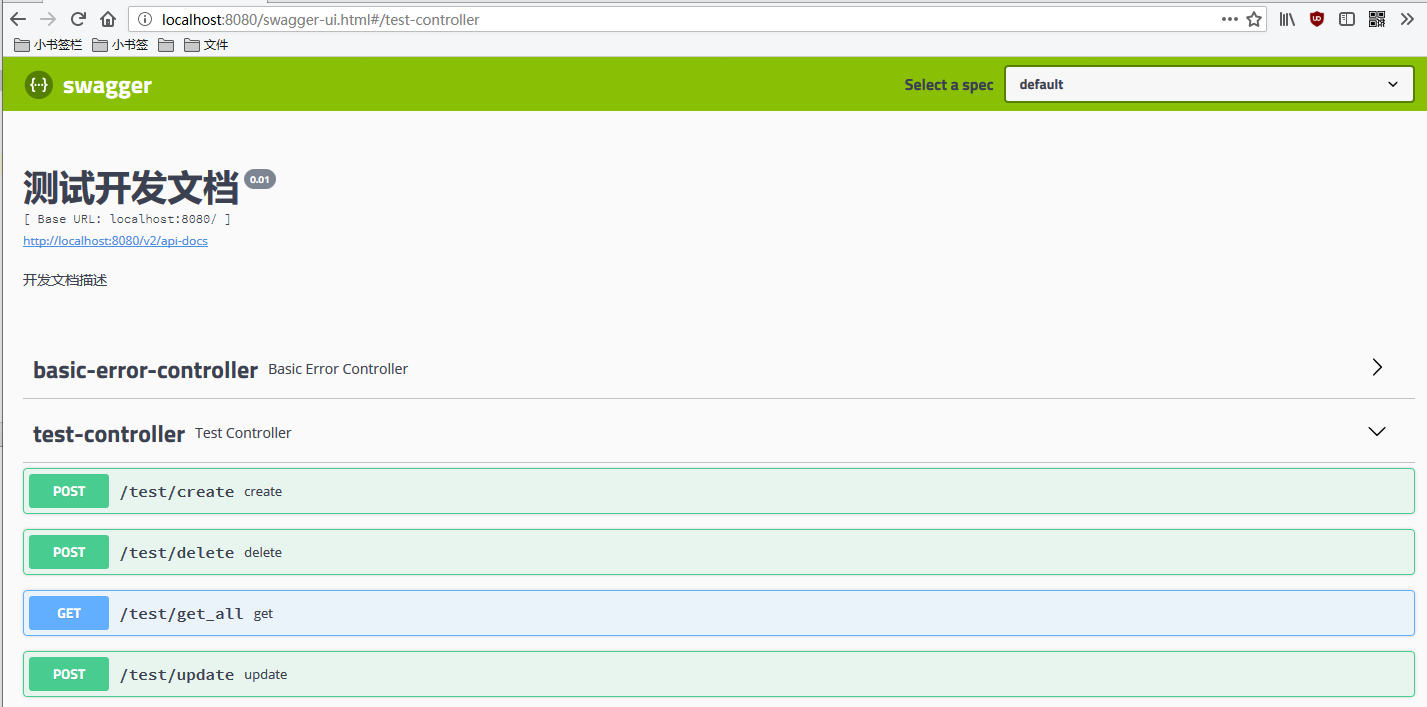 localhost:8080/swagger-ui.html#/test-controller
小书签栏 小书签 文件
{··} swagger Select a spec default
测试开发文档 0.01
[ Base URL: localhost:8080/ ]
http://localhost:8080/v2/api-docs
开发文档描述
basic-error-controller Basic Error Controller
test-controller Test Controller
POST /test/create create
POST /test/delete delete
GET /test/get_all get
POST /test/update update